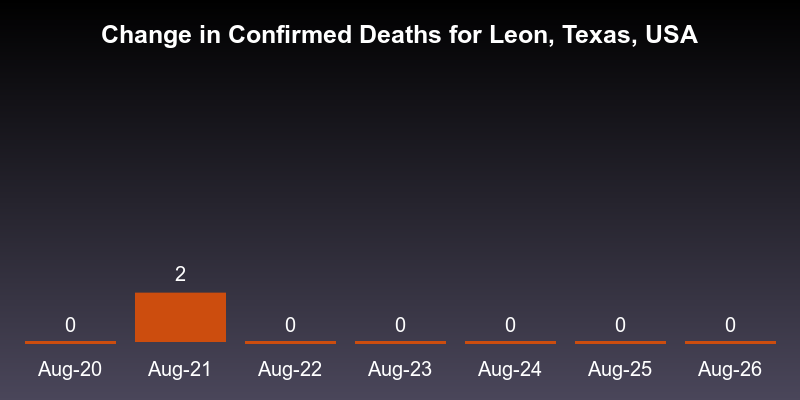 Change in Confirmed Deaths for Leon, Texas, USA
0 2 0 0 0 0 0
Aug-20 Aug-21 Aug-22 Aug-23 Aug-24 Aug-25 Aug-26